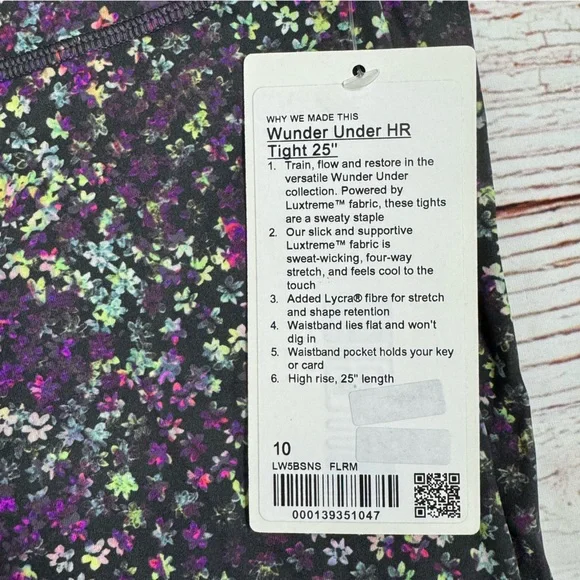 WHY WE MADE THIS
Wunder Under HR
Tight 25"
1. Train, flow and restore in the
versatile Wunder Under
collection. Powered by
Luxtreme™ fabric, these tights
are a sweaty staple
2. Our slick and supportive
Luxtreme™ fabric is
sweat-wicking, four-way
stretch, and feels cool to the
touch
3. Added Lycra® fibre for stretch
and shape retention
4. Waistband lies flat and won't
dig in
5. Waistband pocket holds your key
or card
6. High rise, 25" length
10
LW5BSNS FLRM
000139351047